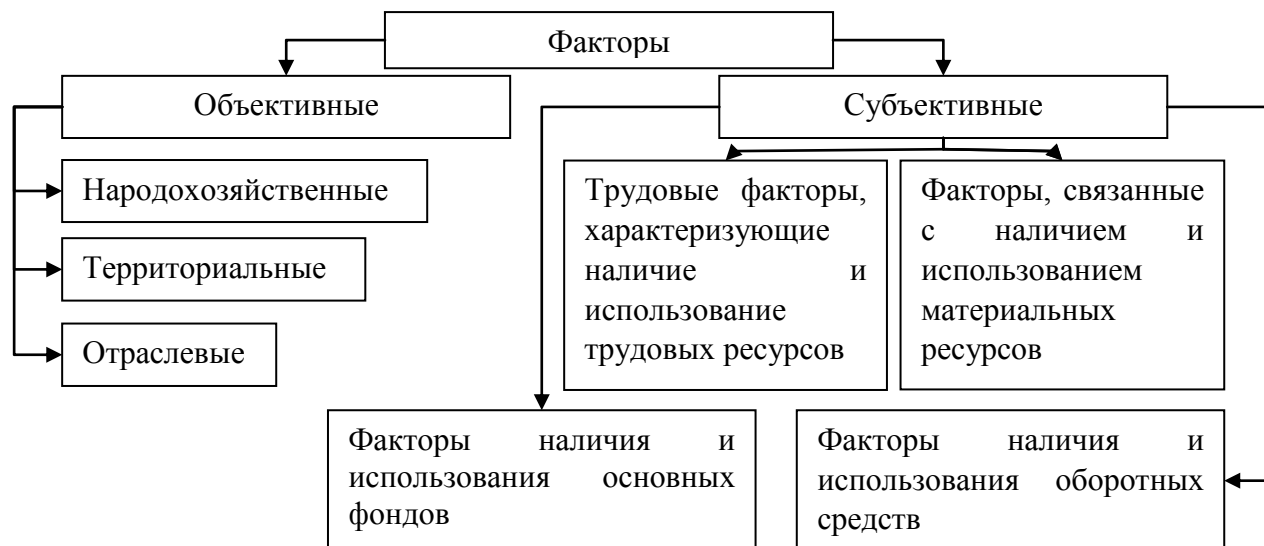 Факторы
Объективные
Субъективные
Народохозяйственные
Территориальные
Отраслевые
Трудовые факторы,
характеризующие
наличие и
использование
трудовых ресурсов
Факторы, связанные
с наличием и
использованием
материальных
ресурсов
Факторы наличия и
использования основных
фондов
Факторы наличия и
использования оборотных
средств